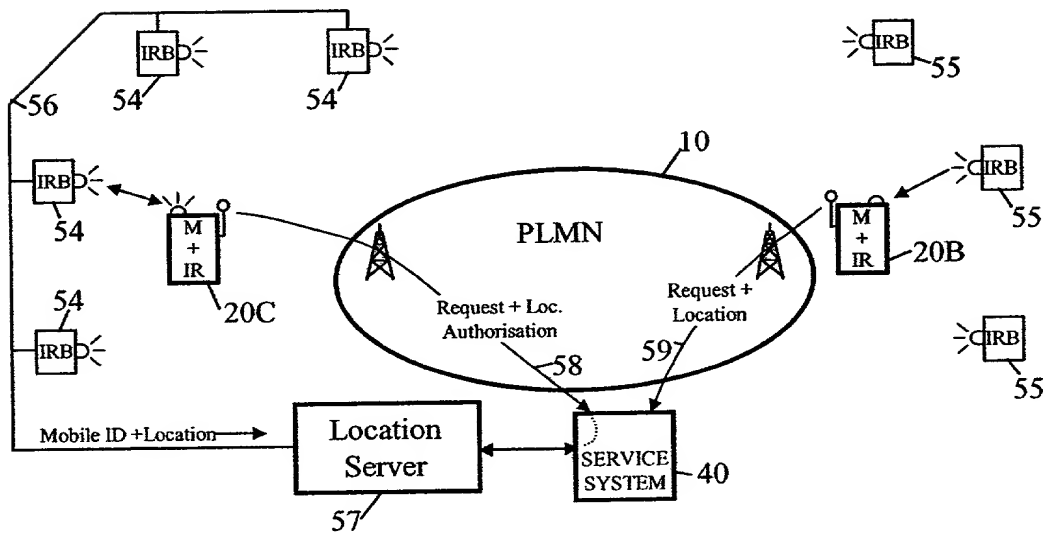 IRB
54
IRB
54
IRB
55
56
10
IRB
54
M
+
IR
20C
PLMN
M
+
IR
20B
IRB
55
Request + Loc.
Authorisation
58
Request +
Location
59
54
IRB
IRB
55
Mobile ID +Location
Location
Server
57
SERVICE
SYSTEM
40